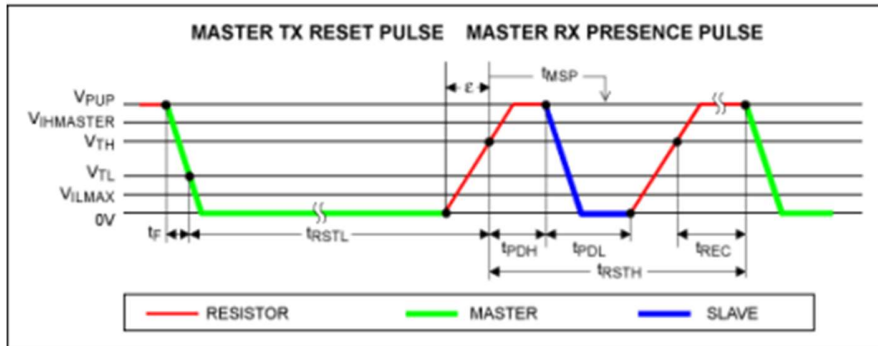 MASTER TX RESET PULSE MASTER RX PRESENCE PULSE
ε tMSP
VPUP
VIHMASTER
VTH
VTL
VILMAX
0V
tF tRSTL tPDH tPDL tREC
tRSTH
RESISTOR MASTER SLAVE